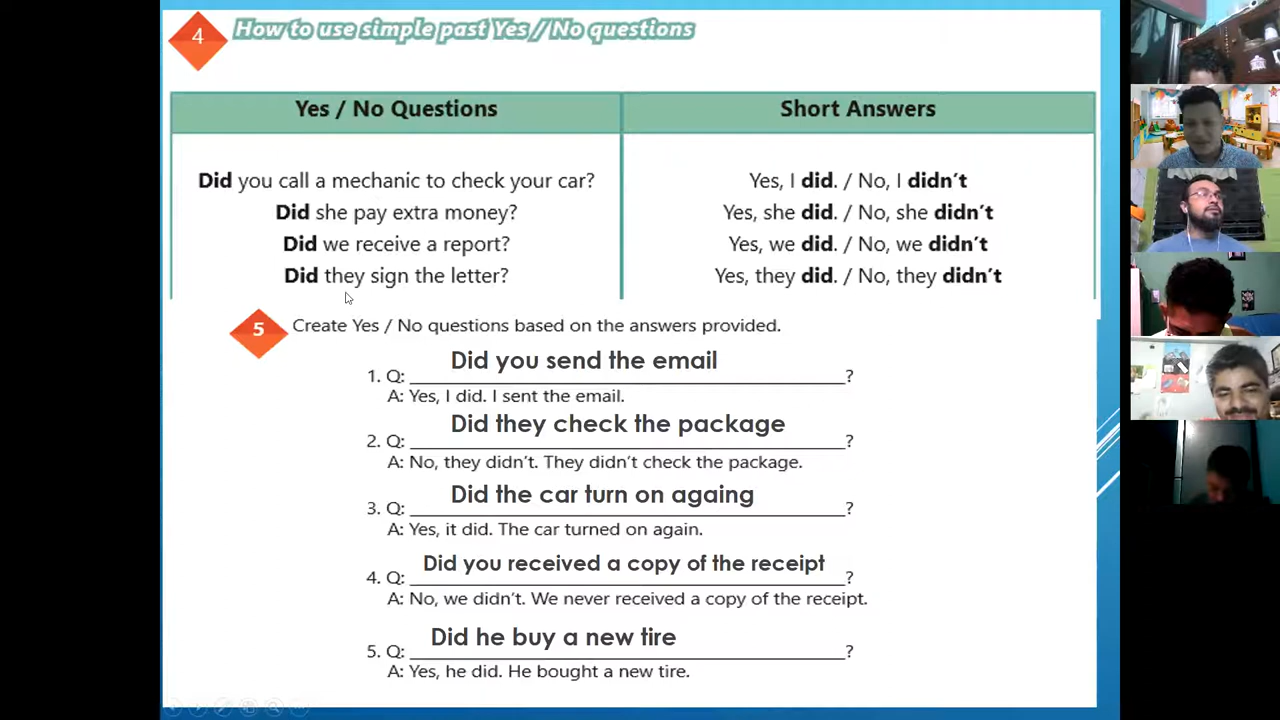 4
How to use simple past Yes / No questions
Yes / No Questions
Short Answers
Did you call a mechanic to check your car?
Yes, I did. / No, I didn't
Did she pay extra money?
Yes, she did. / No, she didn't
Did we receive a report?
Yes, we did. / No, we didn't
Did they sign the letter?
Yes, they did. / No, they didn't
5 Create Yes / No questions based on the answers provided.
1. Q: Did you send the email ?
A: Yes, I did. I sent the email.
2. Q: Did they check the package ?
A: No, they didn't. They didn't check the package.
3. Q: Did the car turn on againg ?
A: Yes, it did. The car turned on again.
4. Q: Did you received a copy of the receipt ?
A: No, we didn't. We never received a copy of the receipt.
5. Q: Did he buy a new tire ?
A: Yes, he did. He bought a new tire.